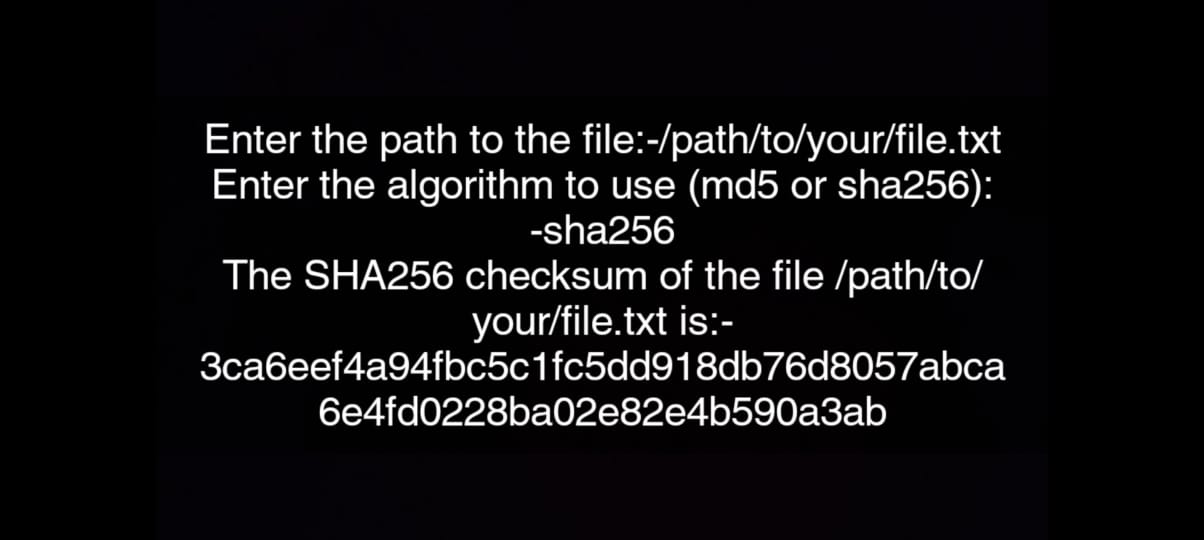 Enter the path to the file:-/path/to/your/file.txt
Enter the algorithm to use (md5 or sha256):
-sha256
The SHA256 checksum of the file /path/to/
your/file.txt is:-
3ca6eef4a94fbc5c1fc5dd918db76d8057abca
6e4fd0228ba02e82e4b590a3ab